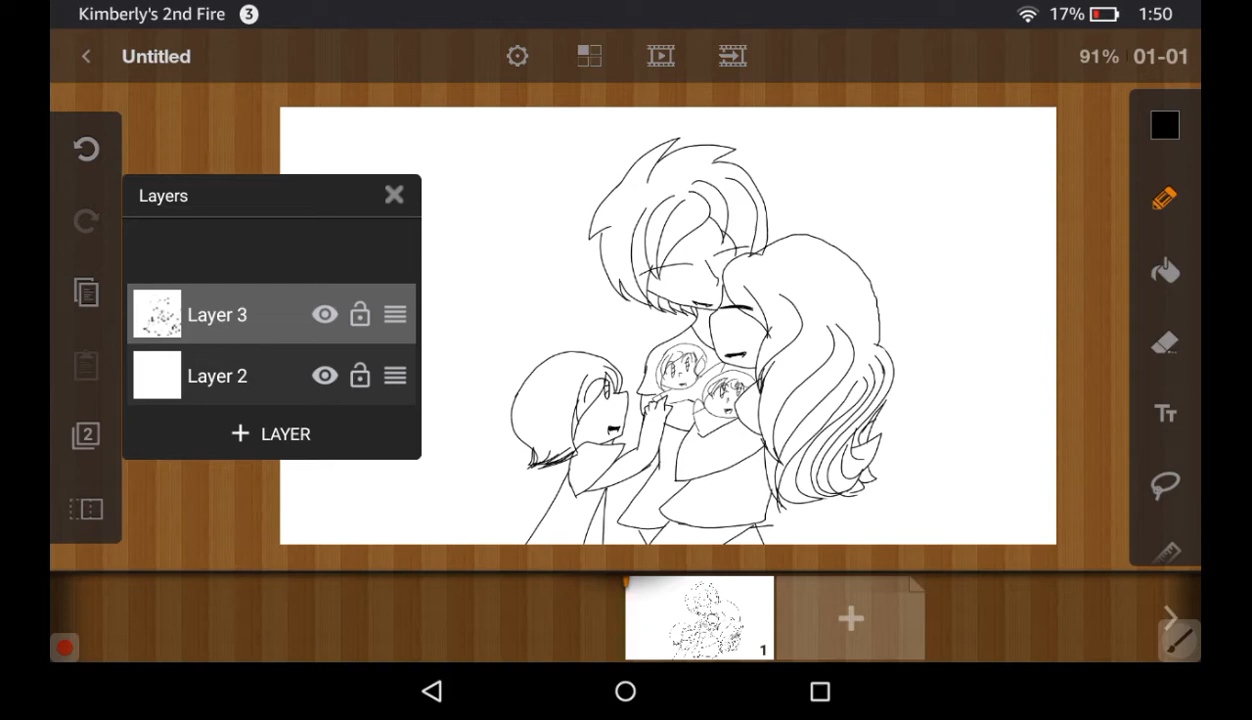 Kimberly's 2nd Fire 3 17% 1:50
Untitled 91% 01-01
Layers
Layer 3
Layer 2
+ LAYER
2
Tт
1